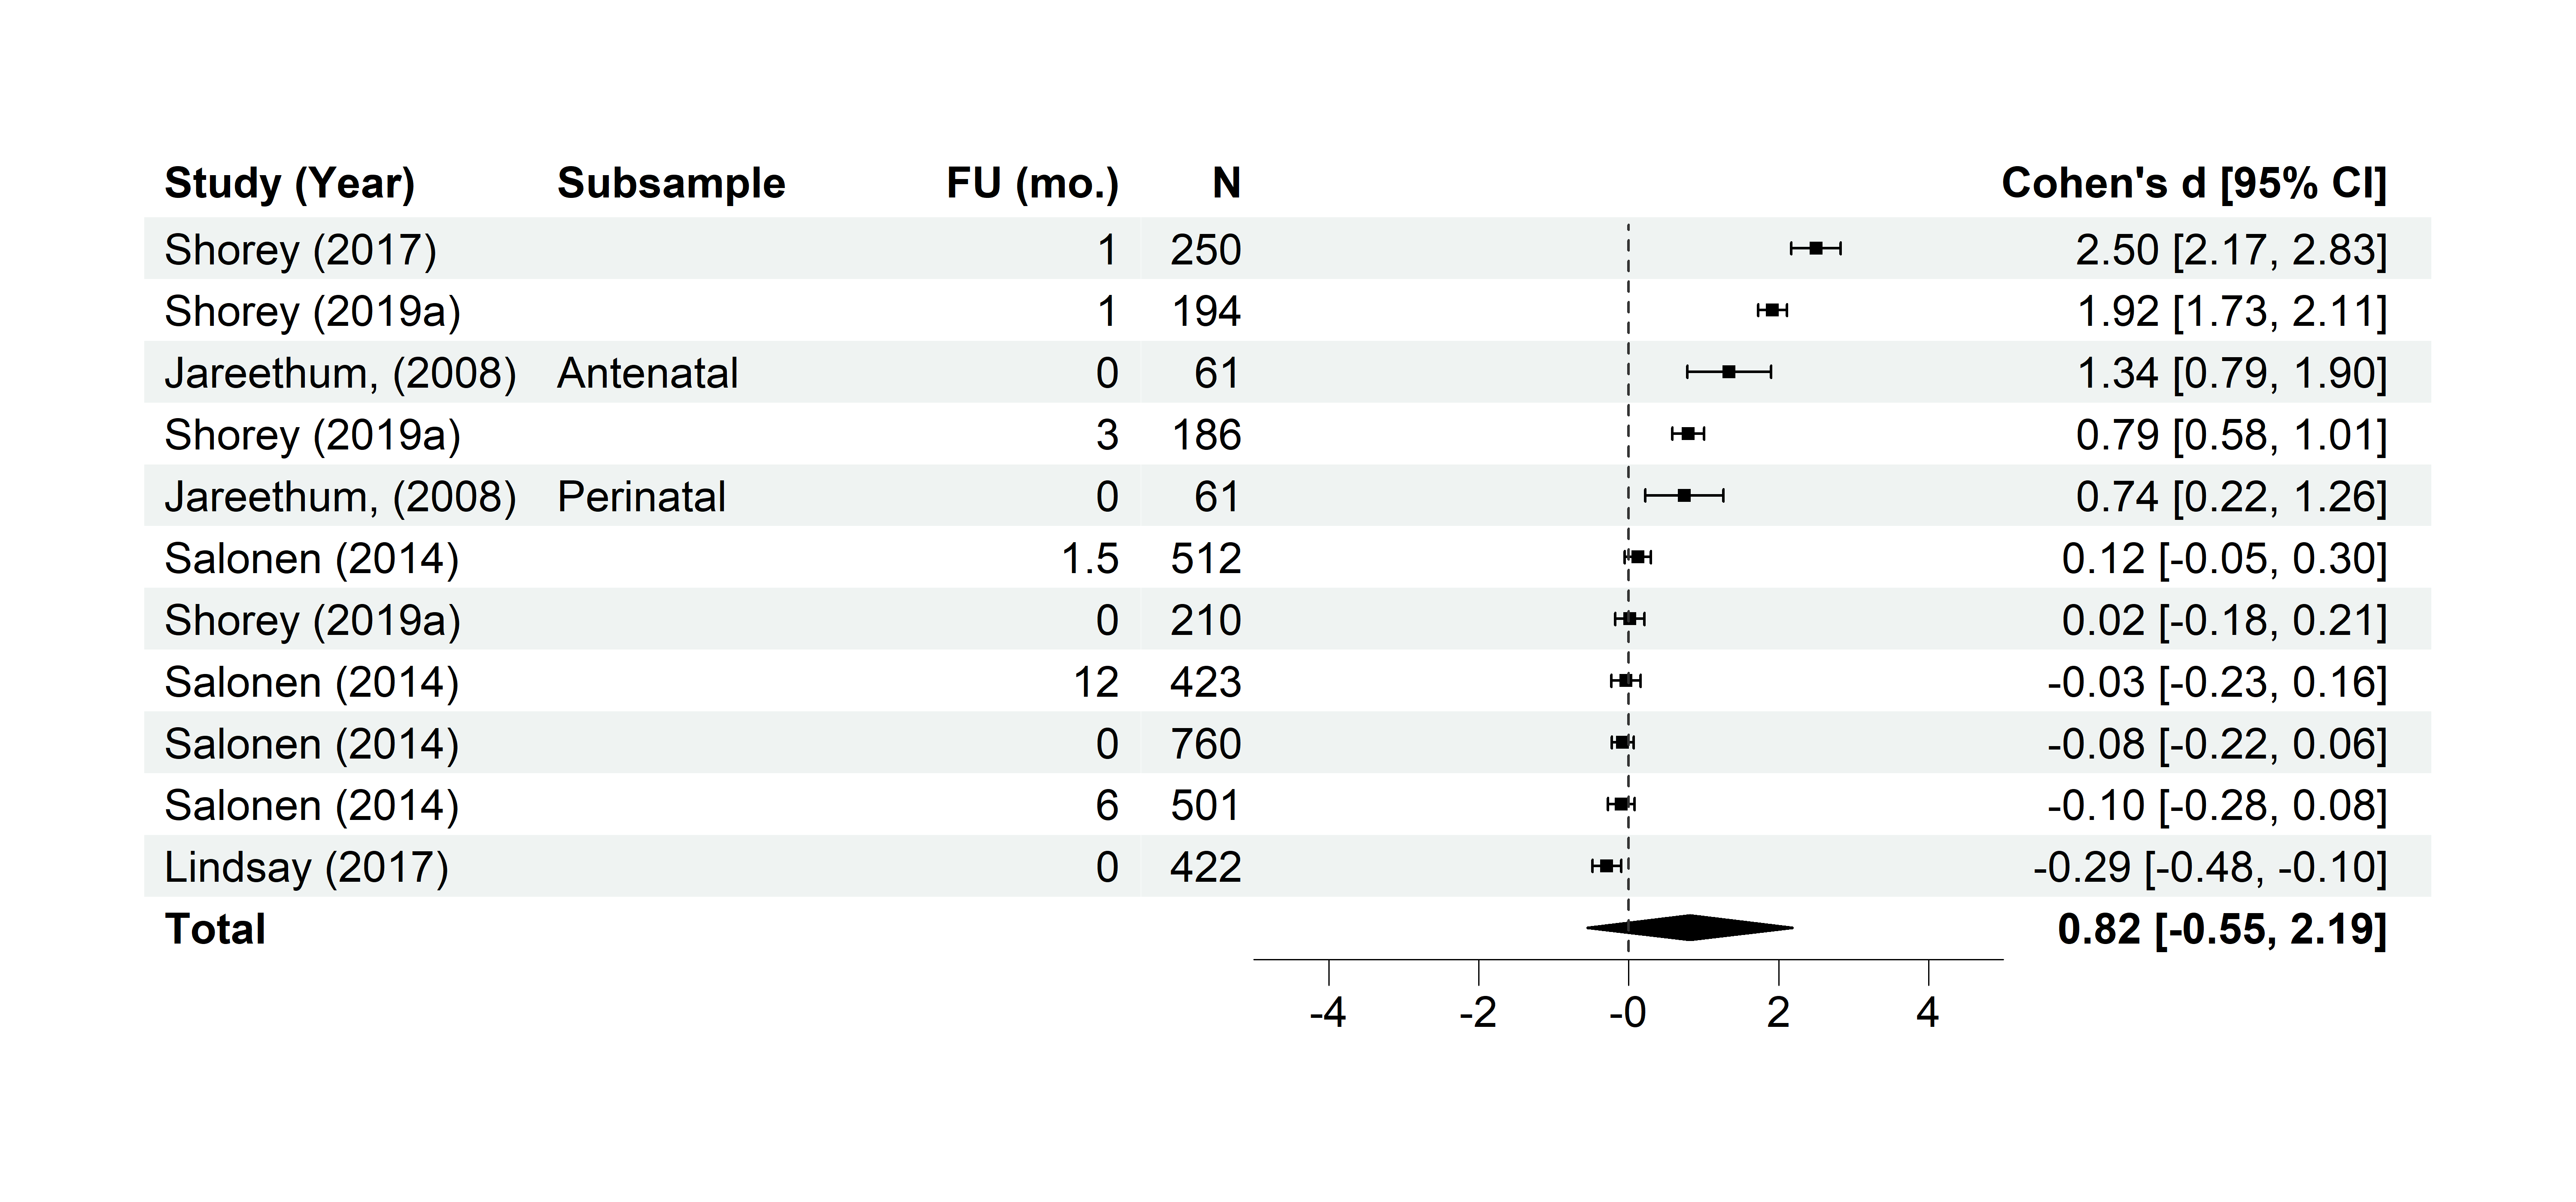 Study (Year) Subsample FU (mo.) N Cohen's d [95% CI]
Shorey (2017) 1 250 2.50 [2.17, 2.83]
Shorey (2019a) 1 194 1.92 [1.73, 2.11]
Jareethum, (2008) Antenatal 0 61 1.34 [0.79, 1.90]
Shorey (2019a) 3 186 0.79 [0.58, 1.01]
Jareethum, (2008) Perinatal 0 61 0.74 [0.22, 1.26]
Salonen (2014) 1.5 512 0.12 [-0.05, 0.30]
Shorey (2019a) 0 210 0.02 [-0.18, 0.21]
Salonen (2014) 12 423 -0.03 [-0.23, 0.16]
Salonen (2014) 0 760 -0.08 [-0.22, 0.06]
Salonen (2014) 6 501 -0.10 [-0.28, 0.08]
Lindsay (2017) 0 422 -0.29 [-0.48, -0.10]
Total 0.82 [-0.55, 2.19]
-4 -2 -0 2 4